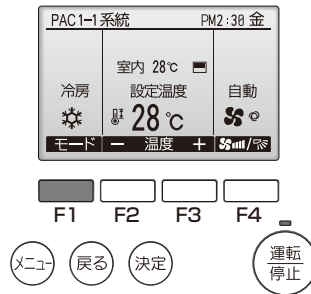 PAC1-1系統 PM2:30 金
室内 28℃
冷房 設定温度 自動
28℃
モード − 温度 ＋
F1 F2 F3 F4
メニュー 戻る 決定 運転
停止